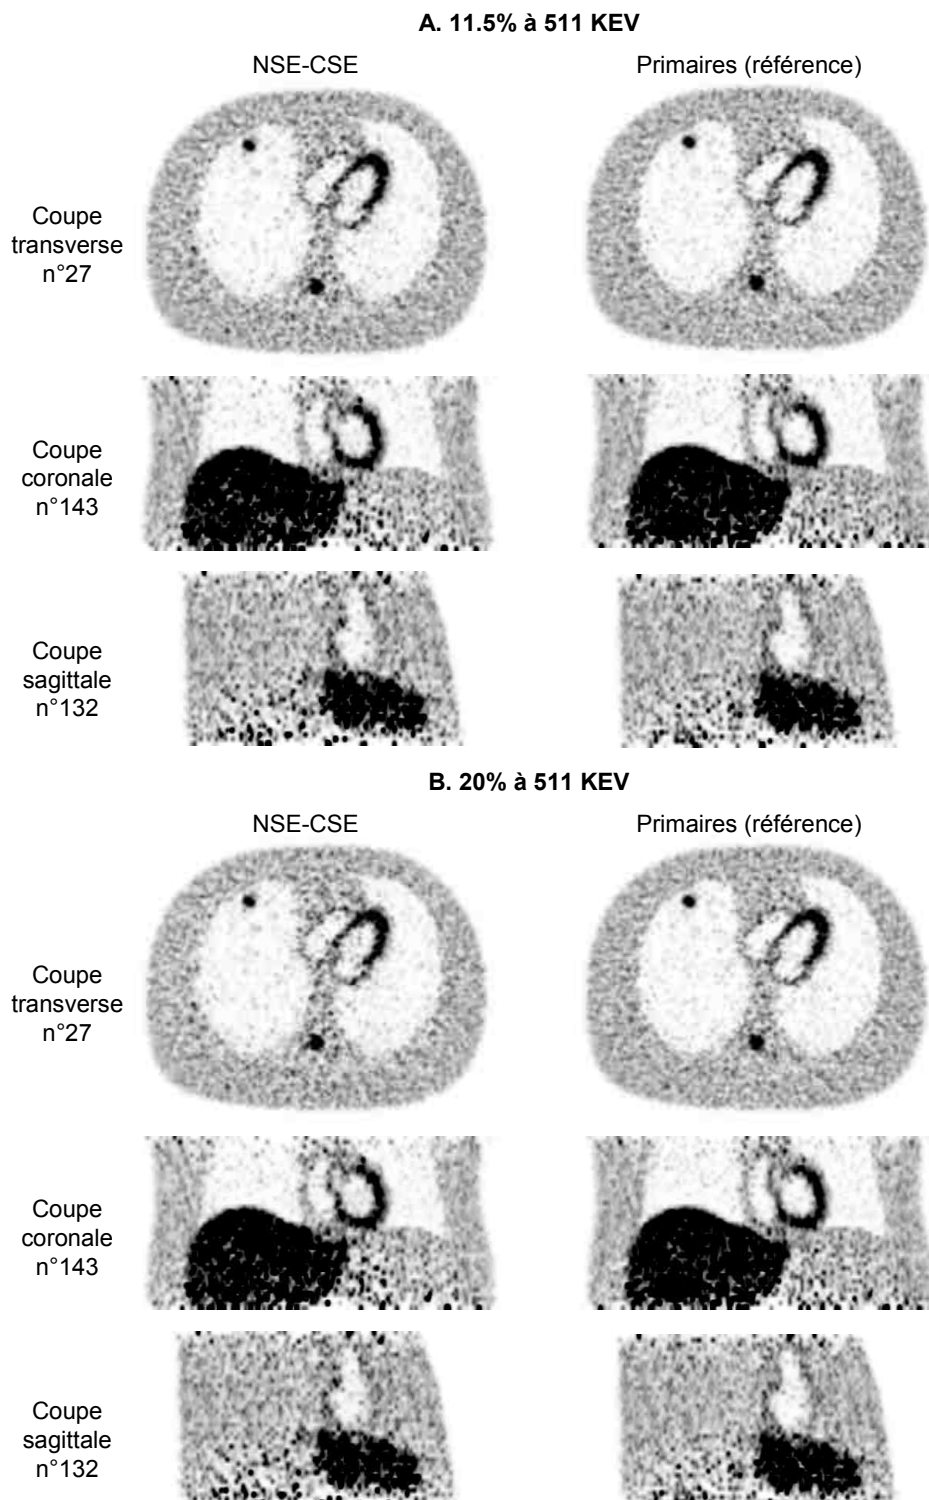 A. 11.5% à 511 KEV
NSE-CSE
Primaires (référence)
Coupe
transverse
n°27
Coupe
coronale
n°143
Coupe
sagittale
n°132
B. 20% à 511 KEV
NSE-CSE
Primaires (référence)
Coupe
transverse
n°27
Coupe
coronale
n°143
Coupe
sagittale
n°132